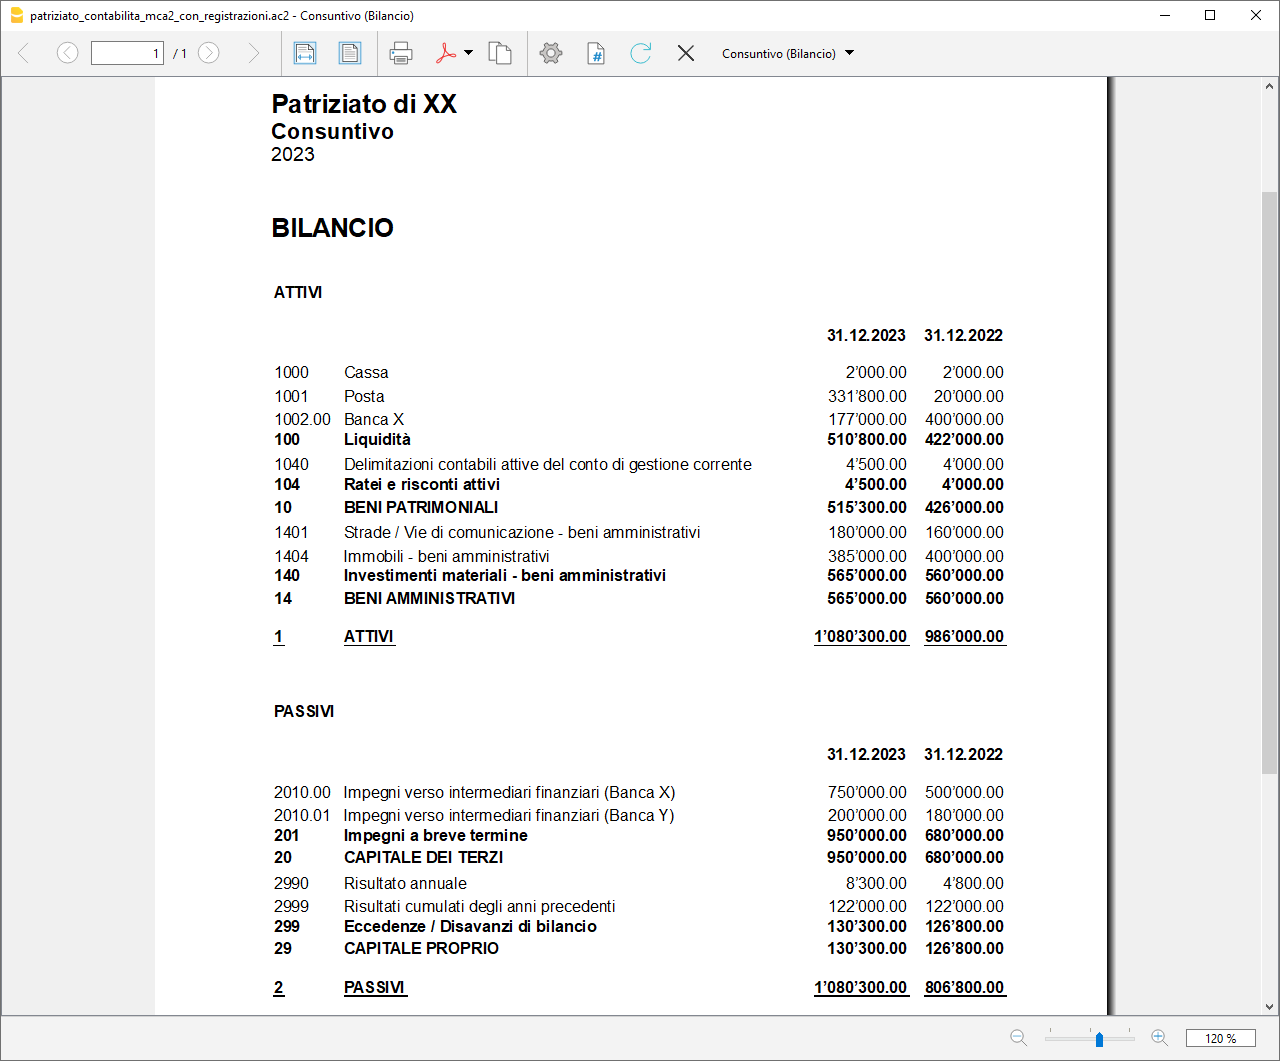 patriziato_contabilita_mca2_con_registrazioni.ac2 - Consuntivo (Bilancio)
1 / 1 Consuntivo (Bilancio)
Patriziato di XX
Consuntivo
2023
BILANCIO
ATTIVI
31.12.2023 31.12.2022
1000 Cassa 2’000.00 2’000.00
1001 Posta 331’800.00 20’000.00
1002.00 Banca X 177’000.00 400’000.00
100 Liquidità 510’800.00 422’000.00
1040 Delimitazioni contabili attive del conto di gestione corrente 4’500.00 4’000.00
104 Ratei e risconti attivi 4’500.00 4’000.00
10 BENI PATRIMONIALI 515’300.00 426’000.00
1401 Strade / Vie di comunicazione - beni amministrativi 180’000.00 160’000.00
1404 Immobili - beni amministrativi 385’000.00 400’000.00
140 Investimenti materiali - beni amministrativi 565’000.00 560’000.00
14 BENI AMMINISTRATIVI 565’000.00 560’000.00
1 ATTIVI 1’080’300.00 986’000.00
PASSIVI
31.12.2023 31.12.2022
2010.00 Impegni verso intermediari finanziari (Banca X) 750’000.00 500’000.00
2010.01 Impegni verso intermediari finanziari (Banca Y) 200’000.00 180’000.00
201 Impegni a breve termine 950’000.00 680’000.00
20 CAPITALE DEI TERZI 950’000.00 680’000.00
2990 Risultato annuale 8’300.00 4’800.00
2999 Risultati cumulati degli anni precedenti 122’000.00 122’000.00
299 Eccedenze / Disavanzi di bilancio 130’300.00 126’800.00
29 CAPITALE PROPRIO 130’300.00 126’800.00
2 PASSIVI 1’080’300.00 806’800.00
120 %